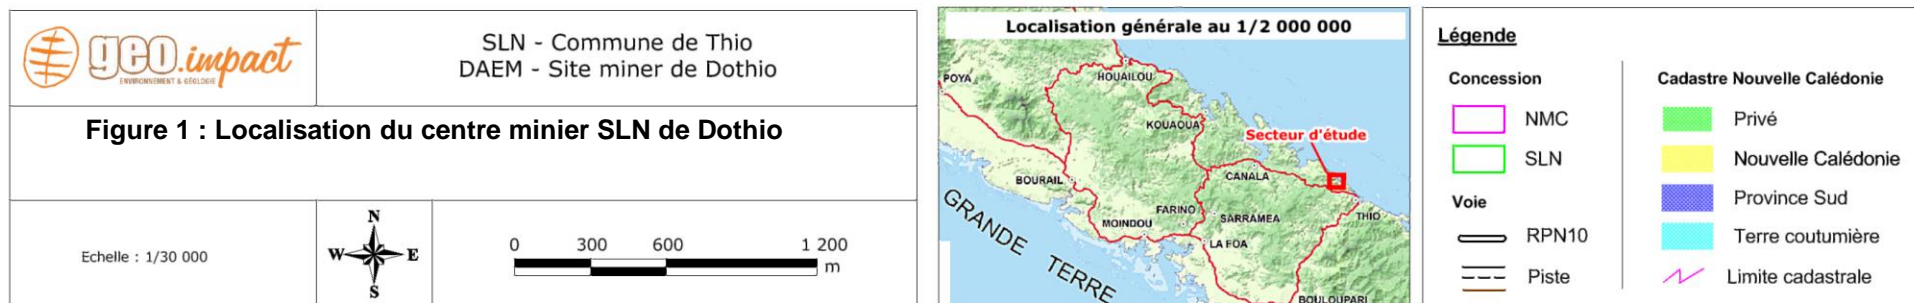 geo.impact
ENVIRONNEMENT & GÉOLOGIE
SLN - Commune de Thio
DAEM - Site miner de Dothio
Figure 1 : Localisation du centre minier SLN de Dothio
Echelle : 1/30 000
N
W
E
S
0 300 600 1 200
m
Localisation générale au 1/2 000 000
POYA
HOUAILOU
KOUAOUA
Secteur d'étude
BOURAIL
CANALA
GRANDE TERRE
FARINO
SARRAMEA
THIO
MOINDOU
LA FOA
BOULOUPARI
Légende
Concession
NMC
SLN
Voie
RPN10
Piste
Cadastre Nouvelle Calédonie
Privé
Nouvelle Calédonie
Province Sud
Terre coutumière
Limite cadastrale